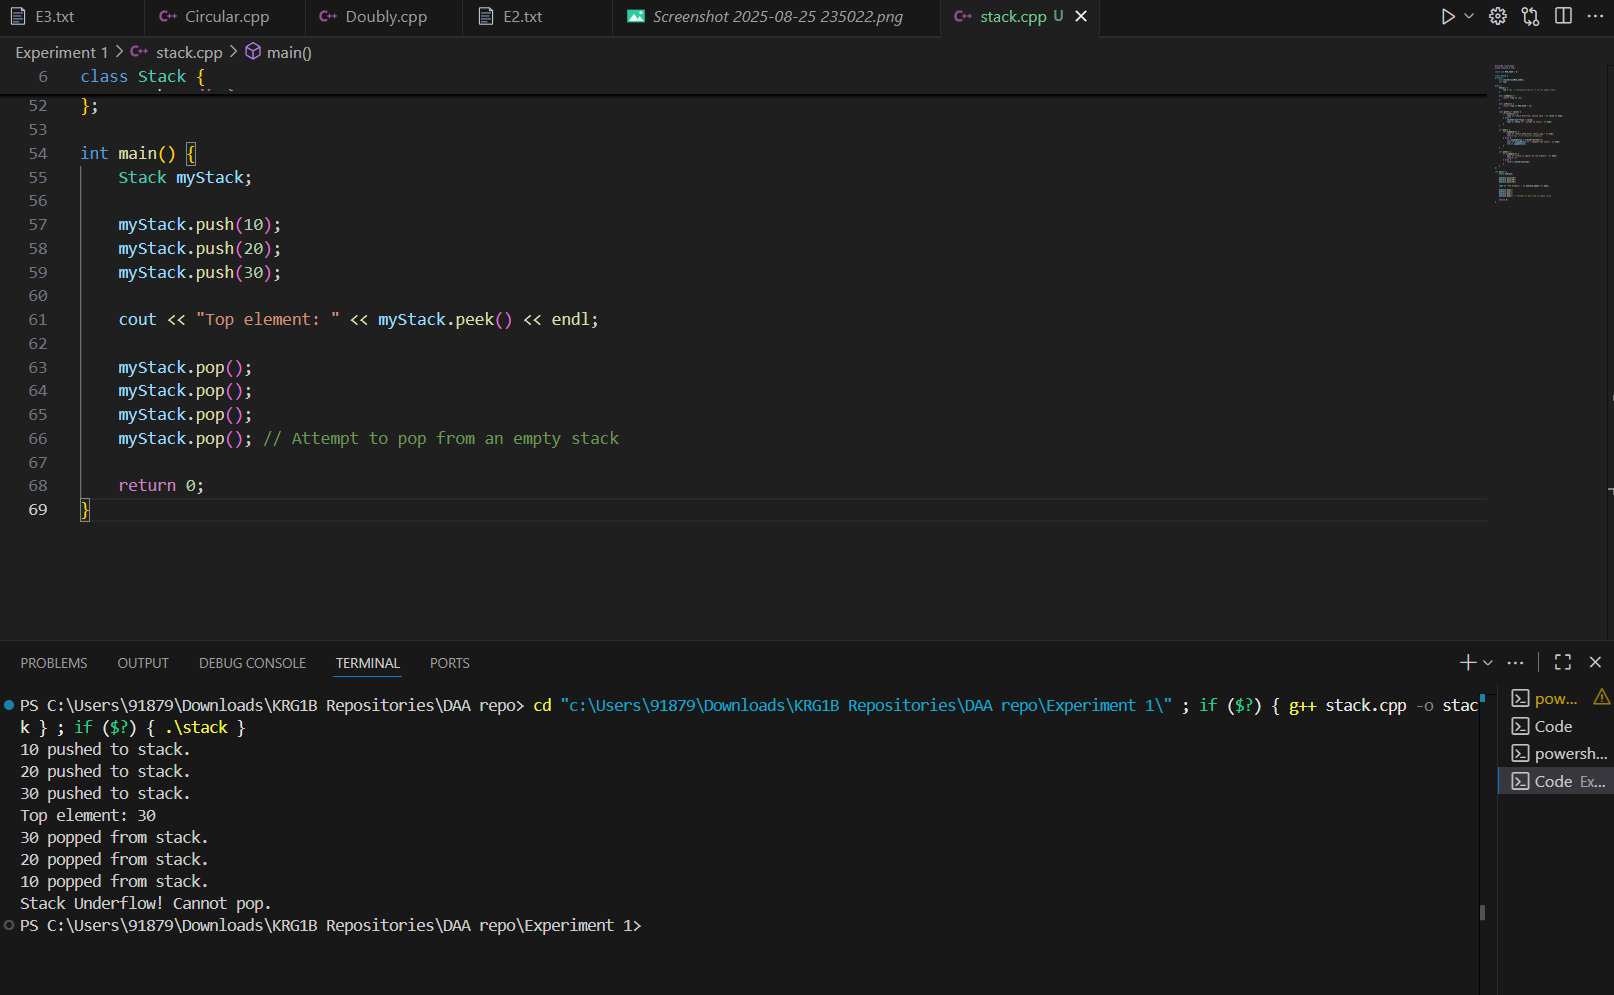 E3.txt
C++ Circular.cpp
C++ Doubly.cpp
E2.txt
Screenshot 2025-08-25 235022.png
C++ stack.cpp U
Experiment 1 > C++ stack.cpp > main()
6 class Stack {
52 };
53
54 int main() {
55 Stack myStack;
56
57 myStack.push(10);
58 myStack.push(20);
59 myStack.push(30);
60
61 cout << "Top element: " << myStack.peek() << endl;
62
63 myStack.pop();
64 myStack.pop();
65 myStack.pop();
66 myStack.pop(); // Attempt to pop from an empty stack
67
68 return 0;
69 }
PROBLEMS OUTPUT DEBUG CONSOLE TERMINAL PORTS
PS C:\Users\91879\Downloads\KRG1B Repositories\DAA repo> cd "c:\Users\91879\Downloads\KRG1B Repositories\DAA repo\Experiment 1\" ; if ($?) { g++ stack.cpp -o stac
k } ; if ($?) { .\stack }
10 pushed to stack.
20 pushed to stack.
30 pushed to stack.
Top element: 30
30 popped from stack.
20 popped from stack.
10 popped from stack.
Stack Underflow! Cannot pop.
PS C:\Users\91879\Downloads\KRG1B Repositories\DAA repo\Experiment 1>
pow...
Code
powersh...
Code Ex...